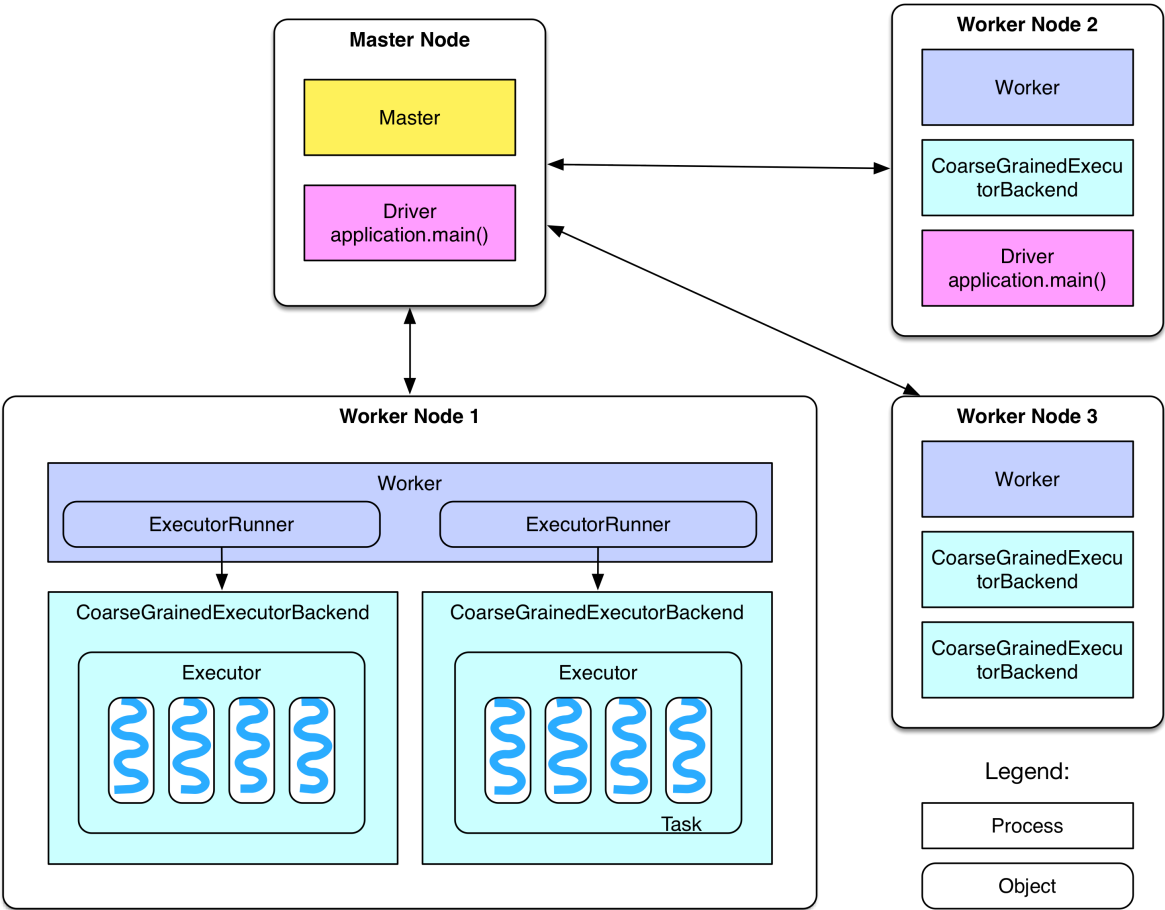 Master Node
Master
Driver
application.main()
Worker Node 2
Worker
CoarseGrainedExecu
torBackend
Driver
application.main()
Worker Node 1
Worker
ExecutorRunner
ExecutorRunner
CoarseGrainedExecutorBackend
Executor
CoarseGrainedExecutorBackend
Executor
Task
Worker Node 3
Worker
CoarseGrainedExecu
torBackend
CoarseGrainedExecu
torBackend
Legend:
Process
Object